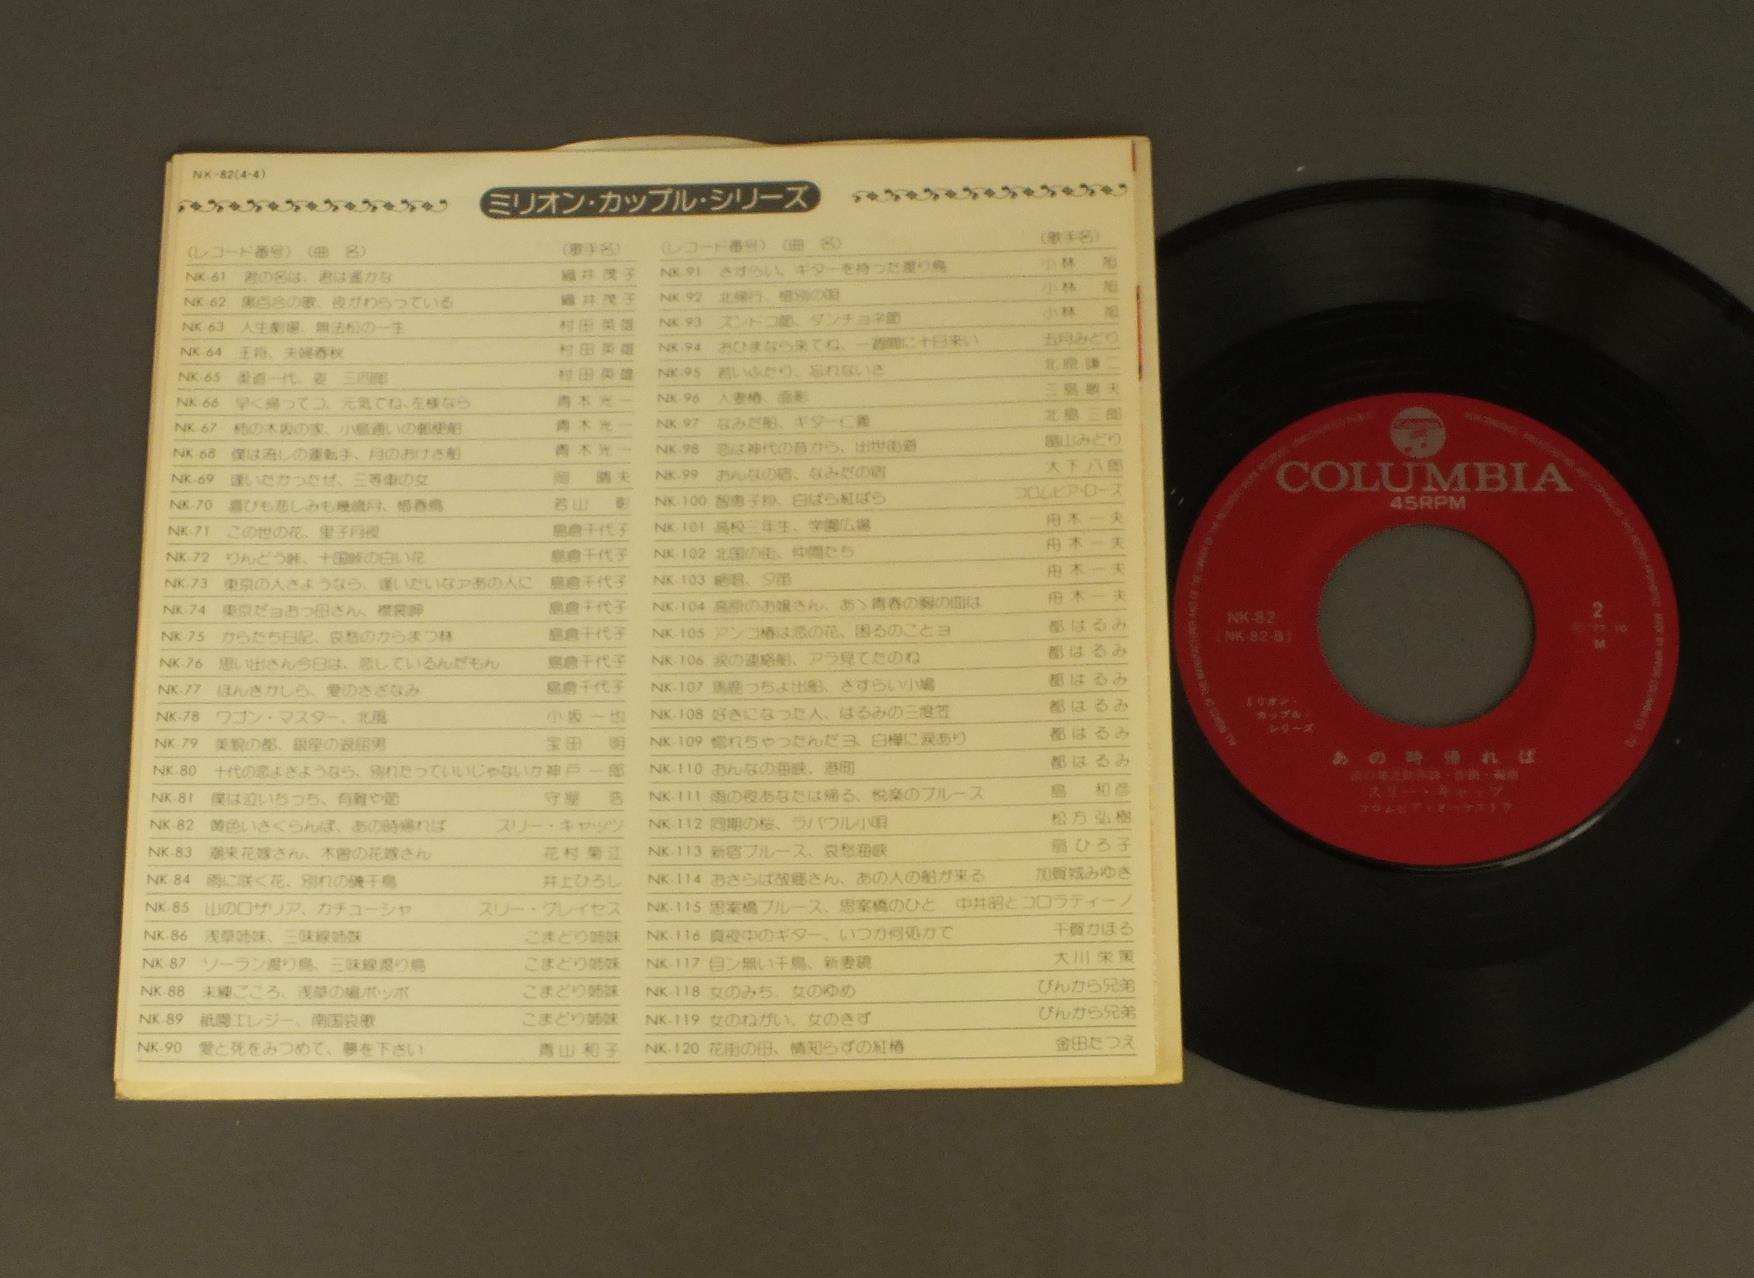 NK-82(4-4)
ミリオン・カップル・シリーズ
（レコード番号）（曲 名） （歌手名）
NK-61 君の名は、君は遥かな 織井茂子
NK-62 黒百合の歌、夜がわらっている 織井茂子
NK-63 人生劇場、無法松の一生 村田英雄
NK-64 王将、夫婦春秋 村田英雄
NK-65 柔道一代、姿 三四郎 村田英雄
NK-66 早く帰ってコ、元気でね、左様なら 青木光一
NK-67 柿の木坂の家、小島通いの郵便船 青木光一
NK-68 僕は流しの運転手、月のおけさ船 青木光一
NK-69 逢いたかったぜ、三等車の女 岡 晴夫
NK-70 喜びも悲しみも幾歳月、惜春鳥 若山 彰
NK-71 この世の花、里子月夜 島倉千代子
NK-72 りんどう峠、十国峠の白い花 島倉千代子
NK-73 東京の人さようなら、逢いたいなァあの人に 島倉千代子
NK-74 東京だョおっ母さん、襟裳岬 島倉千代子
NK-75 からたち日記、哀愁のからまつ林 島倉千代子
NK-76 思い出さん今日は、恋しているんだもん 島倉千代子
NK-77 ほんきかしら、愛のさざなみ 島倉千代子
NK-78 ワゴン・マスター、北風 小坂一也
NK-79 美貌の都、銀座の退屈男 宝田 明
NK-80 十代の恋よさようなら、別れたっていいじゃないか 神戸一郎
NK-81 僕は泣いちっち、有難や節 守屋 浩
NK-82 黄色いさくらんぼ、あの時帰れば スリー・キャッツ
NK-83 潮来花嫁さん、木曽の花嫁さん 花村菊江
NK-84 雨に咲く花、別れの磯千鳥 井上ひろし
NK-85 山のロザリア、カチューシャ スリー・グレイセス
NK-86 浅草姉妹、三味線姉妹 こまどり姉妹
NK-87 ソーラン渡り鳥、三味線渡り鳥 こまどり姉妹
NK-88 未練ごころ、浅草の鳩ポッポ こまどり姉妹
NK-89 祇園エレジー、南国哀歌 こまどり姉妹
NK-90 愛と死をみつめて、夢を下さい 青山和子
（レコード番号）（曲 名） （歌手名）
NK-91 さすらい、ギターを持った渡り鳥 小林 旭
NK-92 北帰行、惜別の唄 小林 旭
NK-93 ズンドコ節、ダンチョネ節 小林 旭
NK-94 おひまなら来てね、一週間に十日来い 五月みどり
NK-95 若いふたり、忘れないさ 北原謙二
NK-96 人妻椿、面影 三島敏夫
NK-97 なみだ船、ギター仁義 北島三郎
NK-98 恋は神代の昔から、出世街道 畠山みどり
NK-99 おんなの宿、なみだの宿 大下八郎
NK-100 智恵子抄、白ばら紅ばら コロムビア・ローズ
NK-101 高校三年生、学園広場 舟木一夫
NK-102 北国の街、仲間たち 舟木一夫
NK-103 絶唱、夕笛 舟木一夫
NK-104 高原のお嬢さん、あゝ青春の胸の血は 舟木一夫
NK-105 アンコ椿は恋の花、困るのことヨ 都はるみ
NK-106 涙の連絡船、アラ見てたのね 都はるみ
NK-107 馬鹿っちょ出船、さすらい小鳩 都はるみ
NK-108 好きになった人、はるみの三度笠 都はるみ
NK-109 惚れちゃったんだヨ、白樺に涙あり 都はるみ
NK-110 おんなの海峡、港町 都はるみ
NK-111 雨の夜あなたは帰る、悦楽のブルース 島 和彦
NK-112 同期の桜、ラバウル小唄 松方弘樹
NK-113 新宿ブルース、哀愁海峡 扇ひろ子
NK-114 おさらば故郷さん、あの人の船が来る 加賀城みゆき
NK-115 思案橋ブルース、思案橋のひと 中井昭とコロラティーノ
NK-116 真夜中のギター、いつか何処かで 千賀かほる
NK-117 目ン無い千鳥、新妻鏡 大川栄策
NK-118 女のみち、女のゆめ ぴんから兄弟
NK-119 女のねがい、女のきず ぴんから兄弟
NK-120 花街の母、情知らずの紅椿 金田たつえ
COLUMBIA
45RPM
NK-82
(NK-82-B)
2
M
ミリオン・
カップル・
シリーズ
あの時帰れば
スリー・キャッツ
コロムビア・オーケストラ